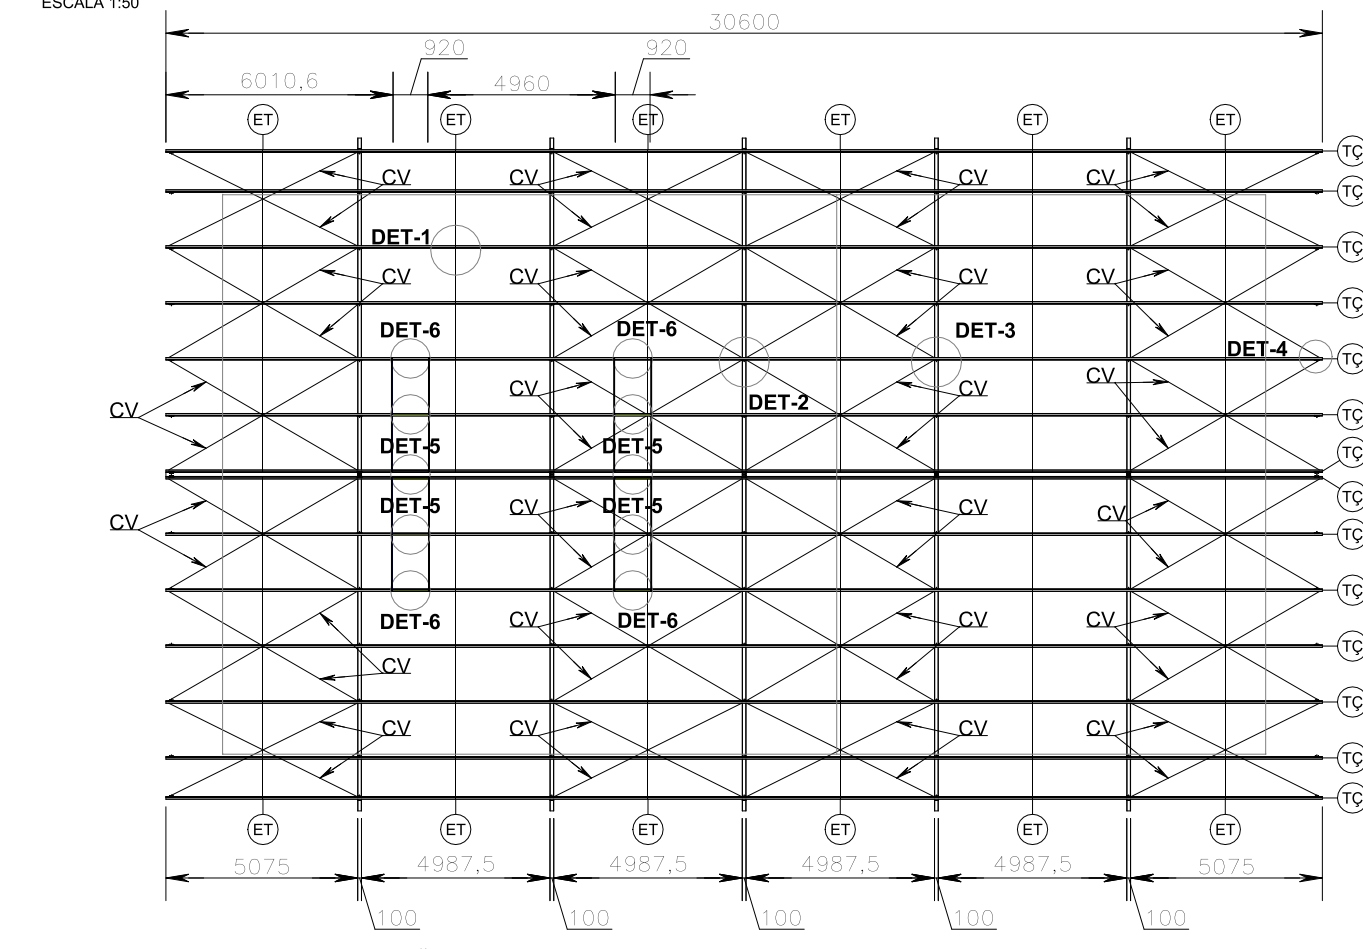 ESCALA 1:50
30600
920 920
6010,6 4960
ET ET ET ET ET ET ET
TÇ
CV CV CV CV
TÇ
DET-1
TÇ
CV CV CV CV
TÇ
DET-6 DET-6 DET-3
DET-4 TÇ
CV CV CV
CV DET-2
TÇ
DET-5 DET-5
TÇ
TÇ
DET-5 DET-5
CV CV CV CV
TÇ
TÇ
DET-6 DET-6 CV CV CV
TÇ
CV
TÇ
CV CV CV CV
TÇ
TÇ
ET ET ET ET ET ET
5075 4987,5 4987,5 4987,5 4987,5 5075
100 100 100 100 100